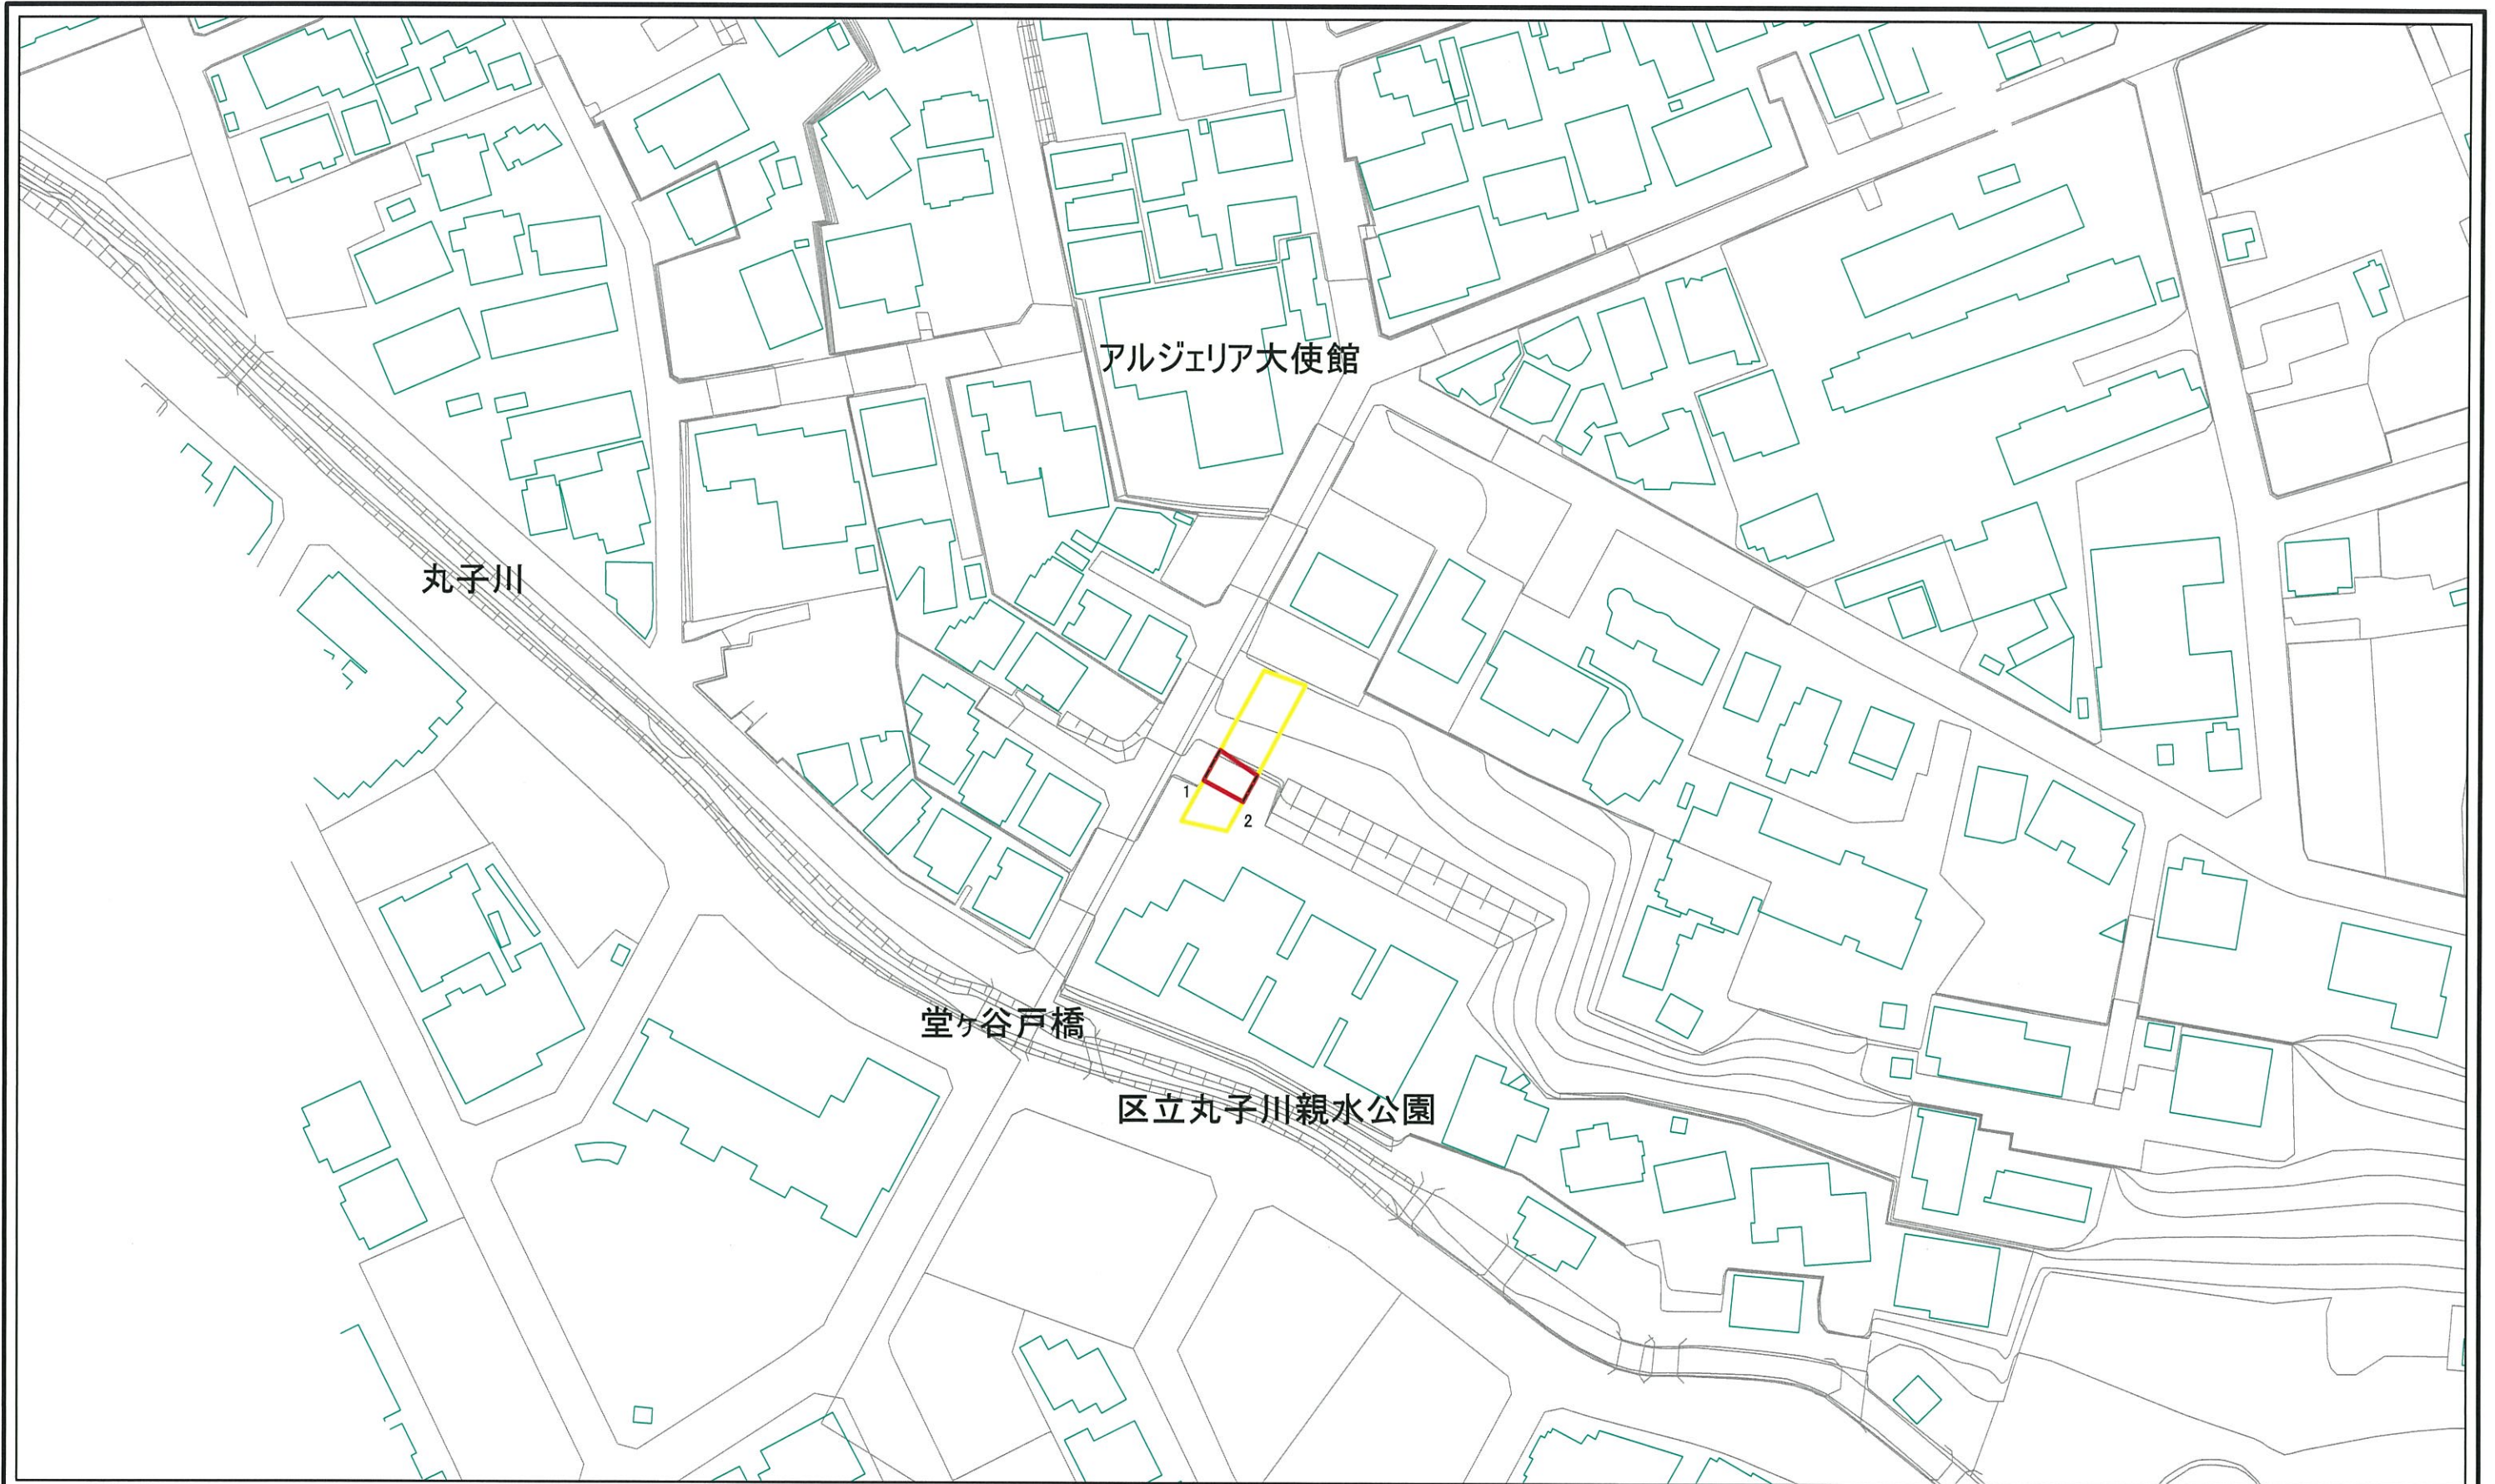 アルジェリア大使館
丸子川
1
2
堂ヶ谷戸橋
区立丸子川親水公園